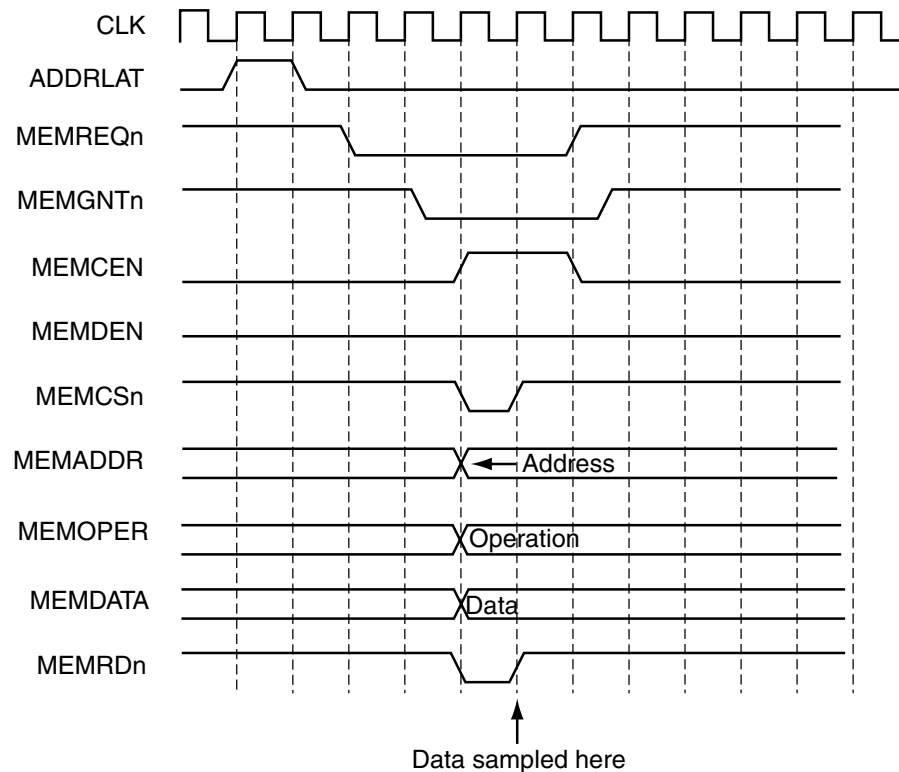 CLK
ADDRLAT
MEMREQn
MEMGNTn
MEMCEN
MEMDEN
MEMCSn
MEMADDR
Address
MEMOPER
Operation
MEMDATA
Data
MEMRDn
Data sampled here